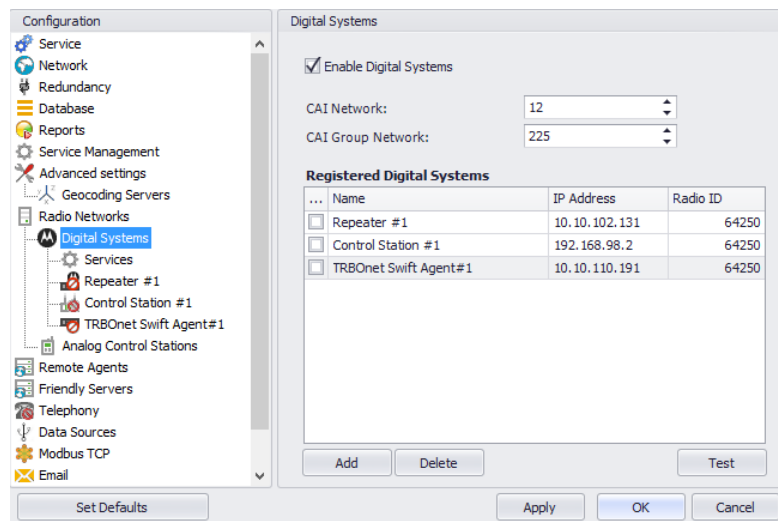 Configuration
Service
Network
Redundancy
Database
Reports
Service Management
Advanced settings
Geocoding Servers
Radio Networks
Digital Systems
Services
Repeater #1
Control Station #1
TRBOnet Swift Agent#1
Analog Control Stations
Remote Agents
Friendly Servers
Telephony
Data Sources
Modbus TCP
Email
Set Defaults
Digital Systems
Enable Digital Systems
CAI Network: 12
CAI Group Network: 225
Registered Digital Systems
... Name IP Address Radio ID
Repeater #1 10.10.102.131 64250
Control Station #1 192.168.98.2 64250
TRBOnet Swift Agent#1 10.10.110.191 64250
Add Delete Test
Apply OK Cancel